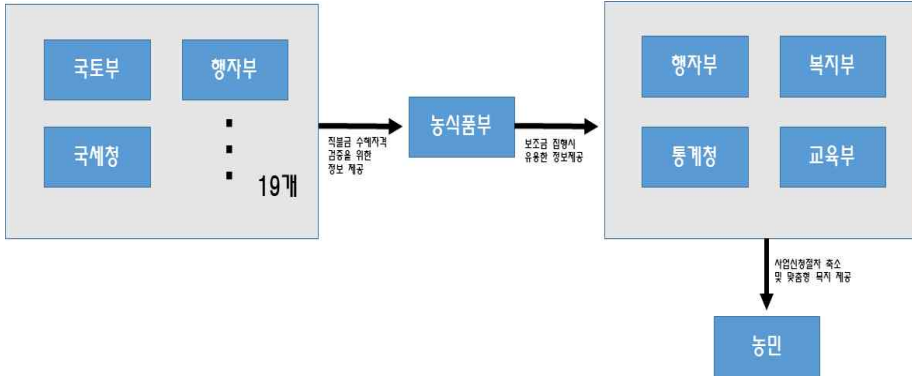 국토부
행자부
국세청
19개
직불금 수혜자격
검증을 위한
정보 제공
농식품부
보조금 집행시
유용한 정보제공
행자부
복지부
통계청
교육부
사업신청절차 축소
및 맞춤형 복지 제공
농민